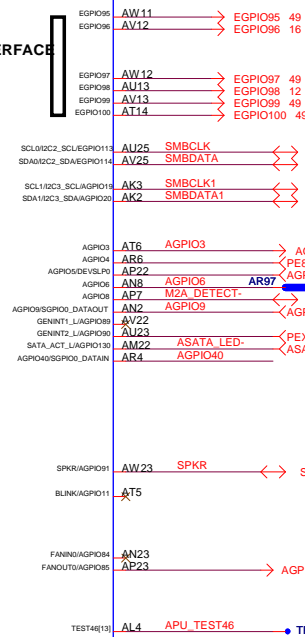 EGPIO95 AW11 EGPIO95 49
EGPIO96 AV12 EGPIO96 16
ERFACE
EGPIO97 AW12 EGPIO97 49
EGPIO98 AU13 EGPIO98 12
EGPIO99 AV13 EGPIO99 49
EGPIO100 AT14 EGPIO100 49
SCL0/I2C2_SCL/EGPIO113 AU25 SMBCLK
SDA0/I2C2_SDA/EGPIO114 AV25 SMBDATA
SCL1/I2C3_SCL/AGPIO19 AK3 SMBCLK1
SDA1/I2C3_SDA/AGPIO20 AK2 SMBDATA1
AGPIO3 AT6 AGPIO3
AGPIO4 AR6 PE8
AGPIO5/DEVSLP0 AP22
AGPIO6 AN8 AGPIO6 AR97
AGPIO8 AP7 M2A_DETECT-
AGPIO9/SGPIO0_DATAOUT AN2 AGPIO9
GENINT1_L/AGPIO89 AV22
GENINT2_L/AGPIO90 AU23 PEX
SATA_ACT_L/AGPIO130 AM22 ASATA_LED- ASA
AGPIO40/SGPIO0_DATAIN AR4 AGPIO40
SPKR/AGPIO91 AW23 SPKR S
BLINK/AGPIO11 AT5
FANIN0/AGPIO84 AN23
FANOUT0/AGPIO85 AP23 AGP
TEST46[13] AL4 APU_TEST46